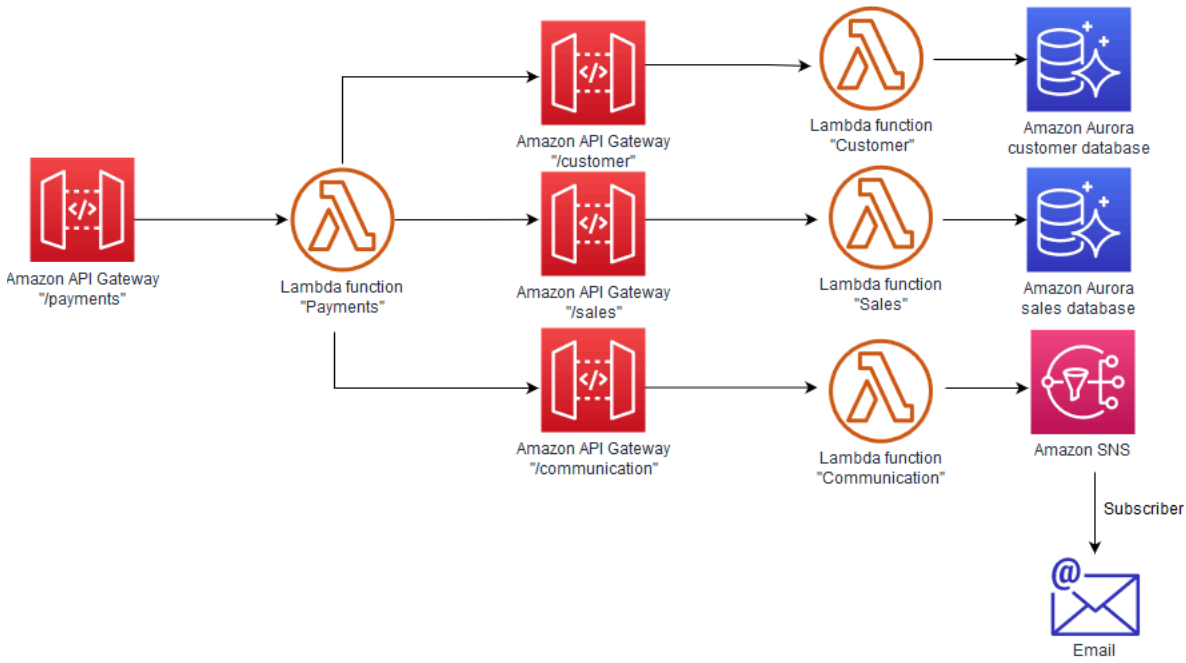 Amazon API Gateway
"/payments"
Lambda function
"Payments"
Amazon API Gateway
"/customer"
Lambda function
"Customer"
Amazon Aurora
customer database
Amazon API Gateway
"/sales"
Lambda function
"Sales"
Amazon Aurora
sales database
Amazon API Gateway
"/communication"
Lambda function
"Communication"
Amazon SNS
Subscriber
@
Email